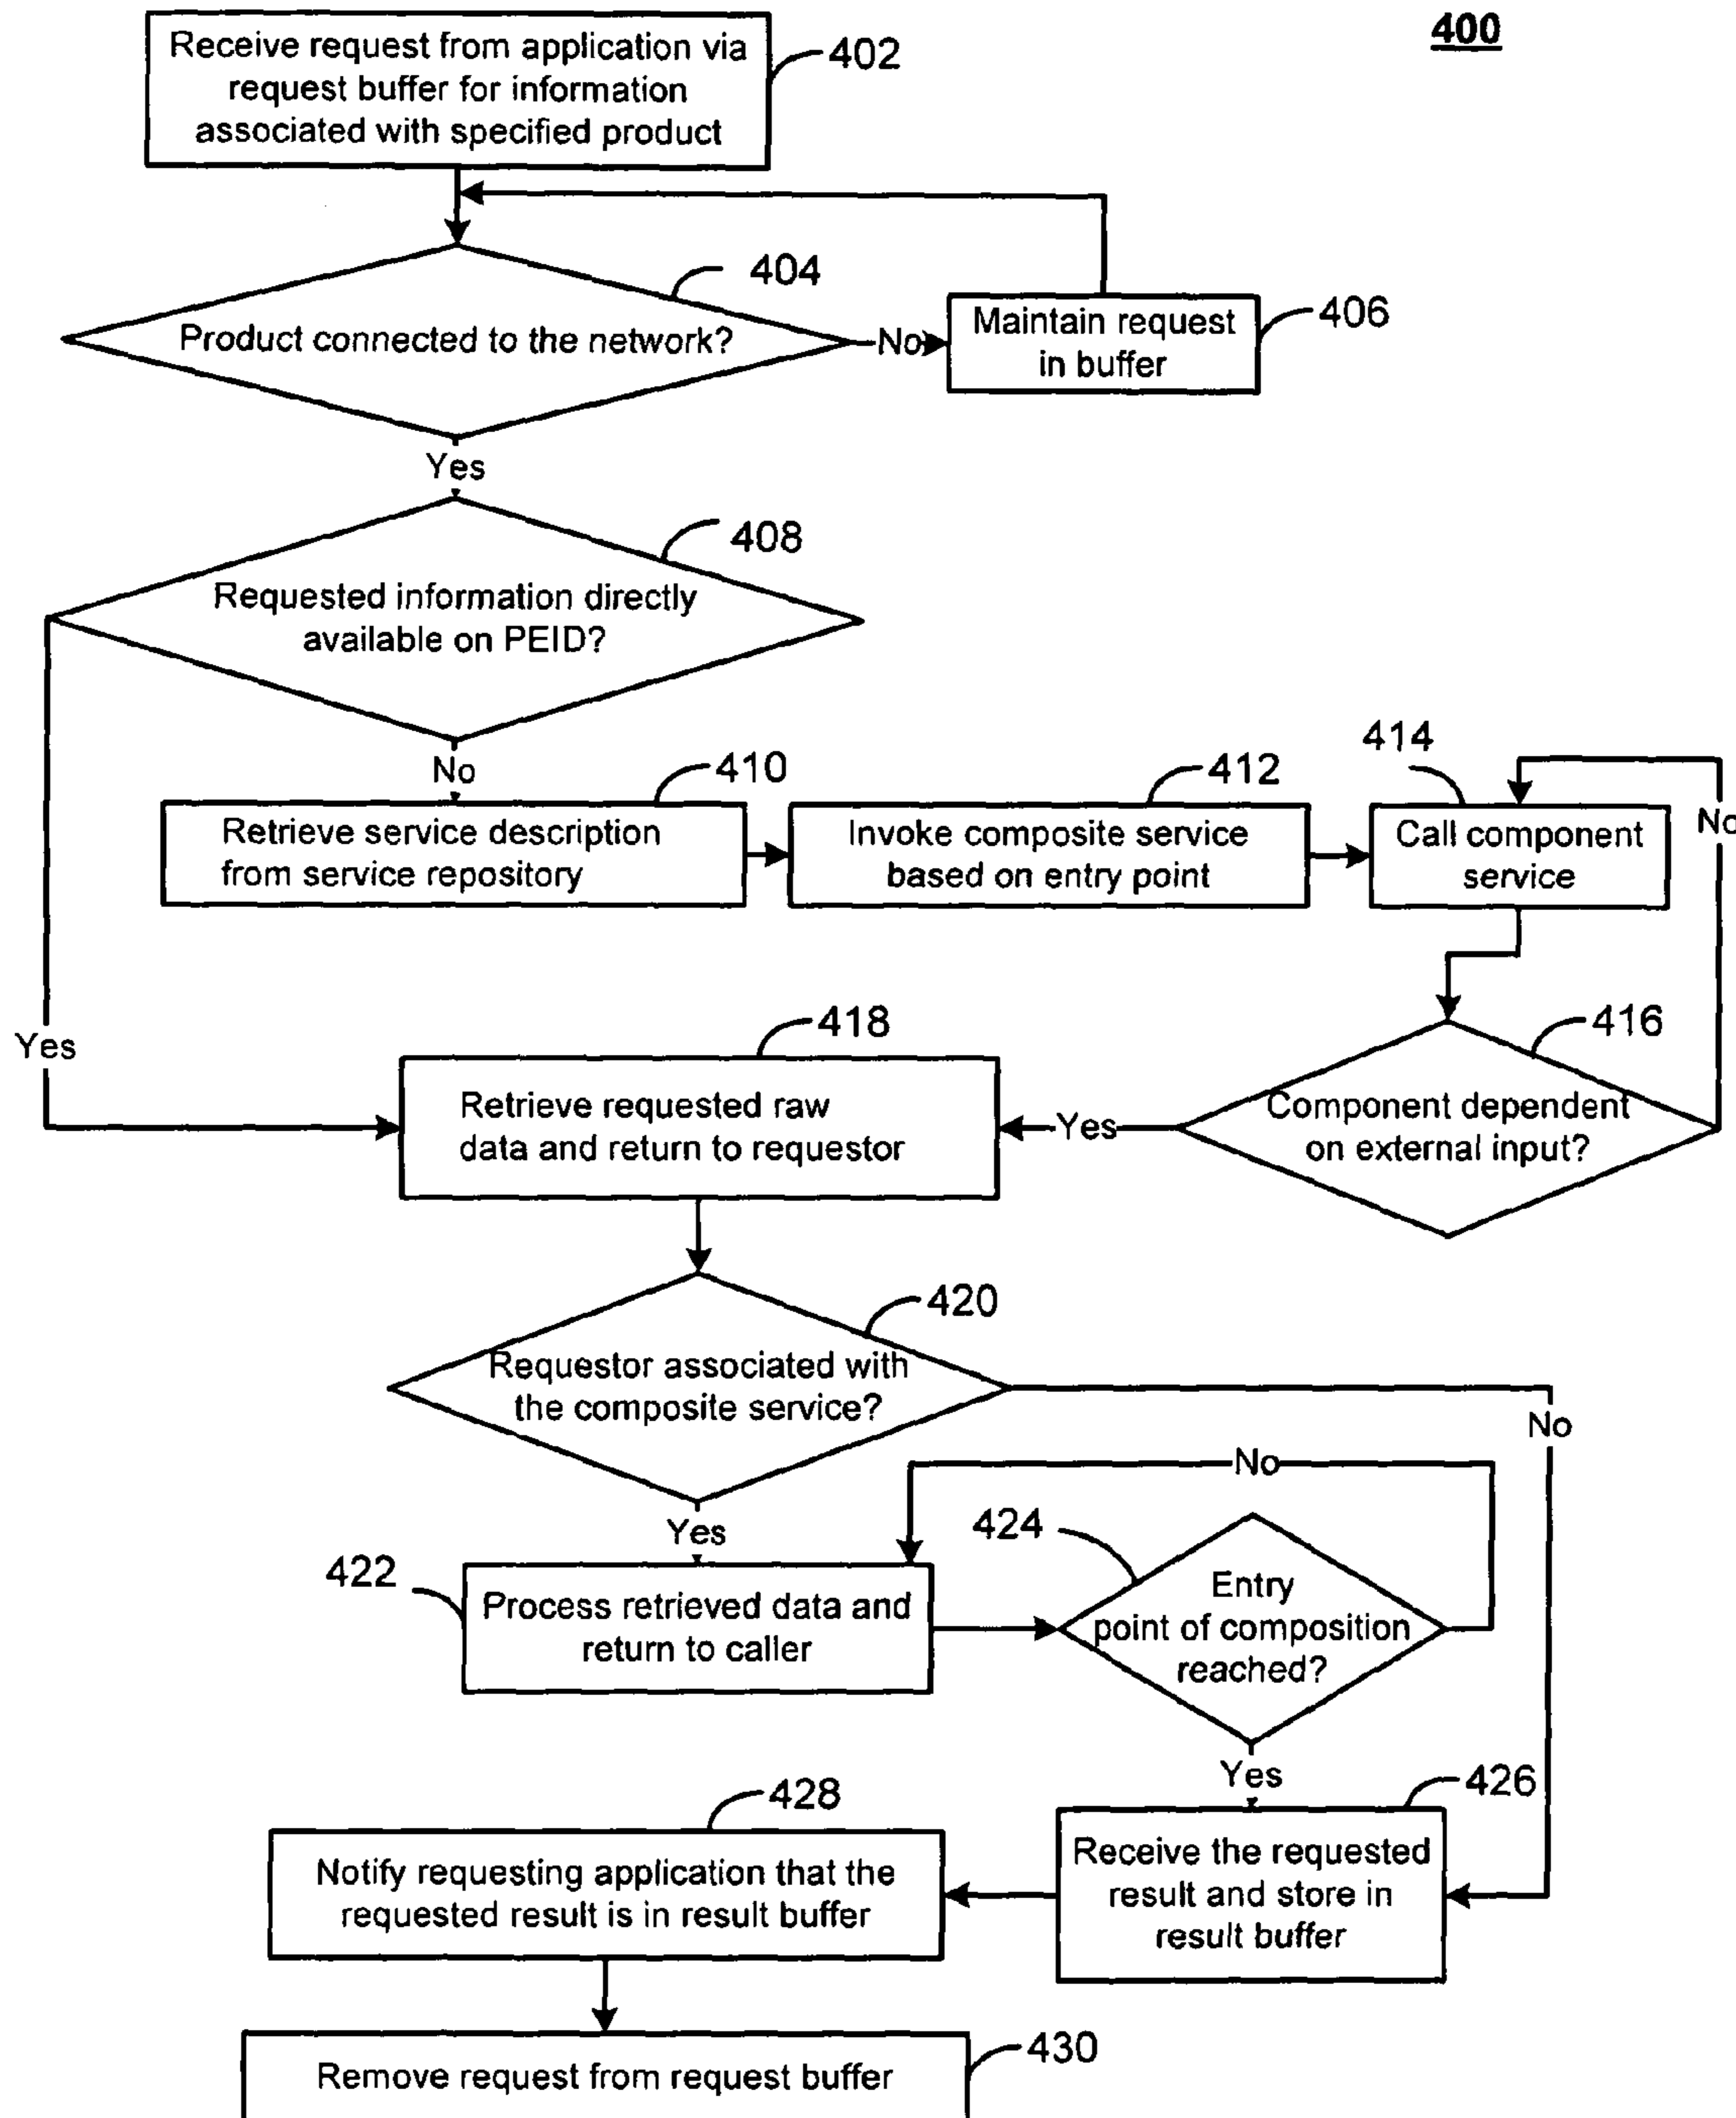 400
Receive request from application via
request buffer for information
associated with specified product
402
404
Product connected to the network?
No
Maintain request
in buffer
406
Yes
408
Requested information directly
available on PEID?
No
410
Retrieve service description
from service repository
412
Invoke composite service
based on entry point
414
Call component
service
No
Yes
418
Retrieve requested raw
data and return to requestor
Yes
416
Component dependent
on external input?
420
Requestor associated with
the composite service?
No
Yes
No
422
Process retrieved data and
return to caller
424
Entry
point of composition
reached?
Yes
426
Receive the requested
result and store in
result buffer
428
Notify requesting application that the
requested result is in result buffer
430
Remove request from request buffer